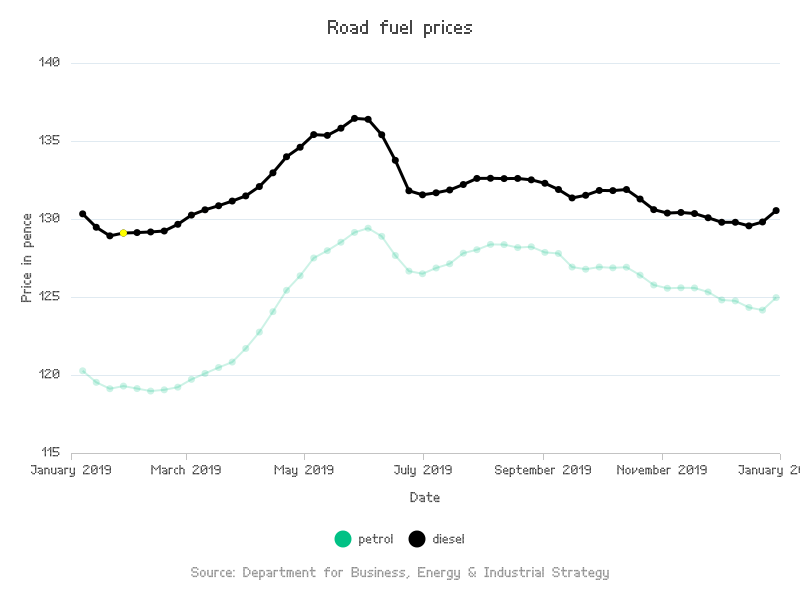 Road fuel prices
140
135
130
125
120
115
Price in pence
January 2019 March 2019 May 2019 July 2019 September 2019 November 2019 January 20
Date
petrol diesel
Source: Department for Business, Energy & Industrial Strategy